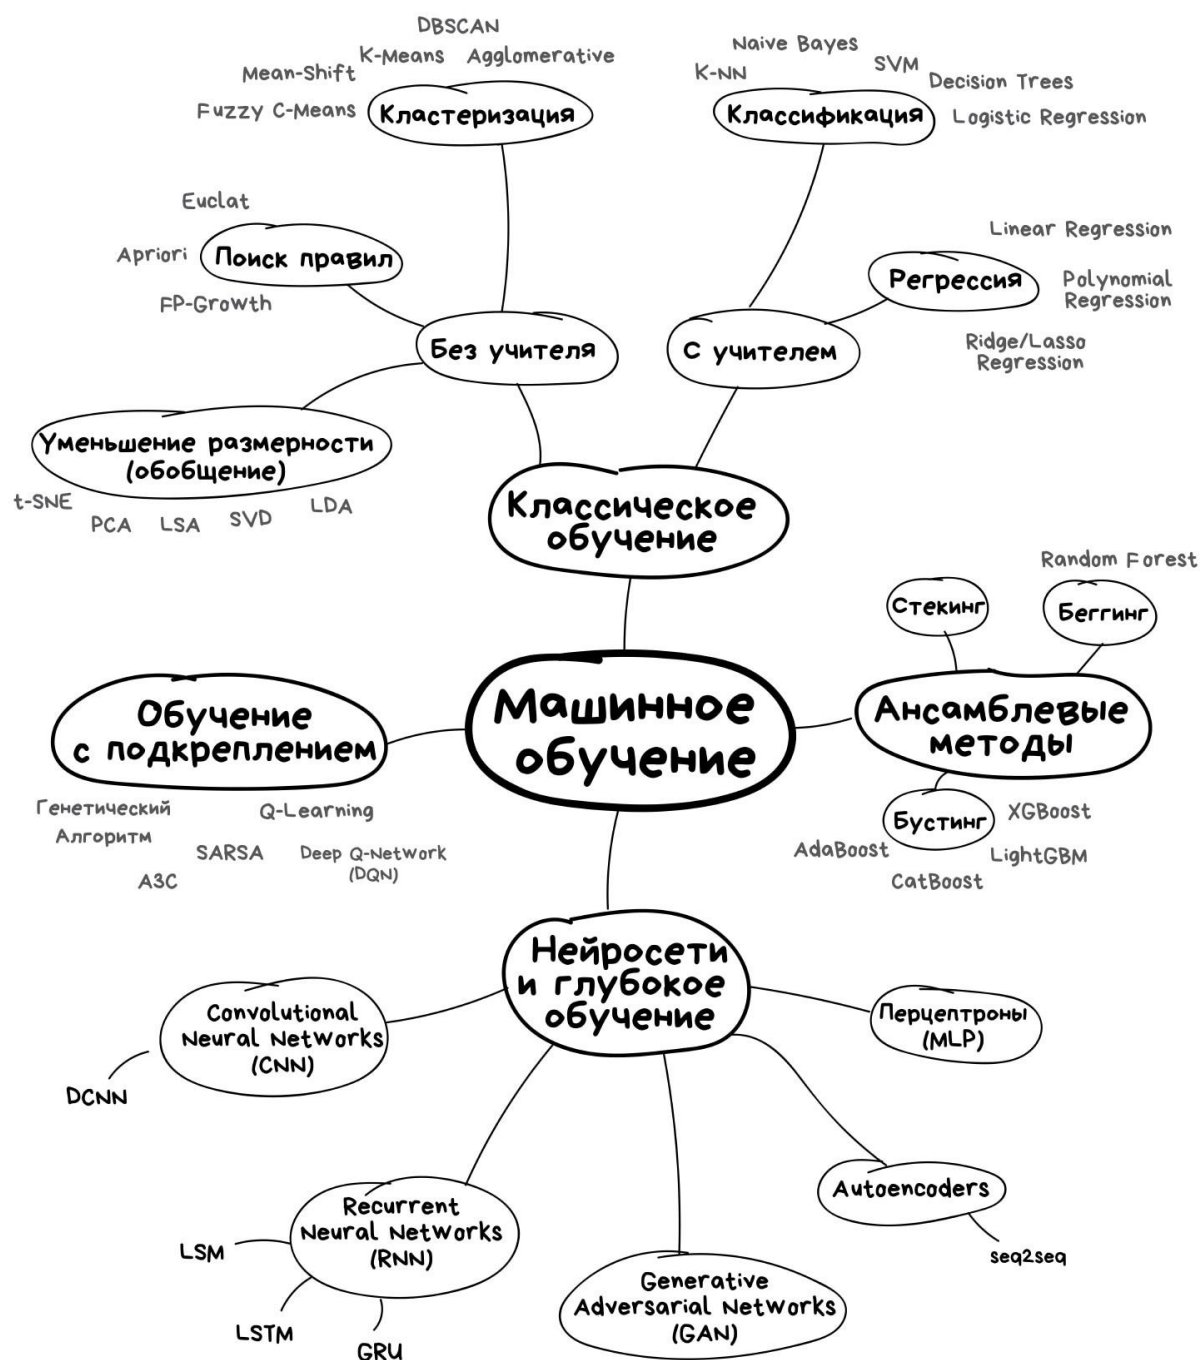 DBSCAN
K-Means
Agglomerative
Mean-Shift
Fuzzy C-Means
Кластеризация
Naive Bayes
K-NN
SVM
Decision Trees
Классификация
Logistic Regression
Euclat
Apriori
Поиск правил
FP-Growth
Linear Regression
Регрессия
Polynomial
Regression
Ridge/Lasso
Regression
Без учителя
С учителем
Уменьшение размерности
(обобщение)
t-SNE
PCA
LSA
SVD
LDA
Классическое
обучение
Random Forest
Стекинг
Беггинг
Машинное
обучение
Обучение
с подкреплением
Ансамблевые
методы
Генетический
Алгоритм
Q-Learning
SARSA
Deep Q-Network
(DQN)
A3C
Бустинг
XGBoost
AdaBoost
LightGBM
CatBoost
Нейросети
и глубокое
обучение
Convolutional
Neural Networks
(CNN)
DCNN
Перцептроны
(MLP)
Autoencoders
seq2seq
Recurrent
Neural Networks
(RNN)
LSM
LSTM
GRU
Generative
Adversarial Networks
(GAN)